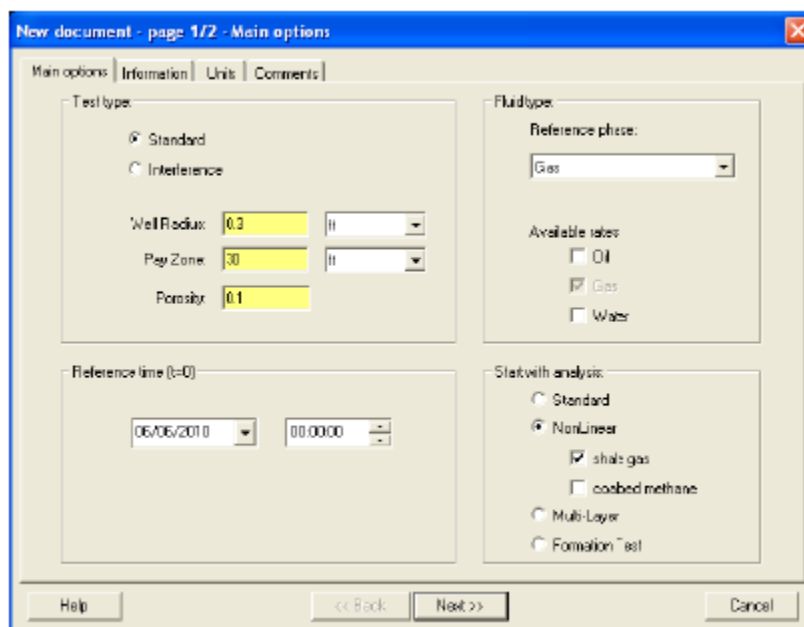 New document - page 1/2 - Main options
Main options Information Units Comments
Test type:
Standard
Interference
Well Radius: 0.3 ft
Pay Zone: 30 ft
Porosity: 0.1
Fluid type:
Reference phase:
Gas
Available rates
Oil
Gas
Water
Reference time (t=0)
06/06/2010 00:00:00
Start with analysis:
Standard
NonLinear
shale gas
coalbed methane
Multi-Layer
Formation Test
Help << Back Next >> Cancel